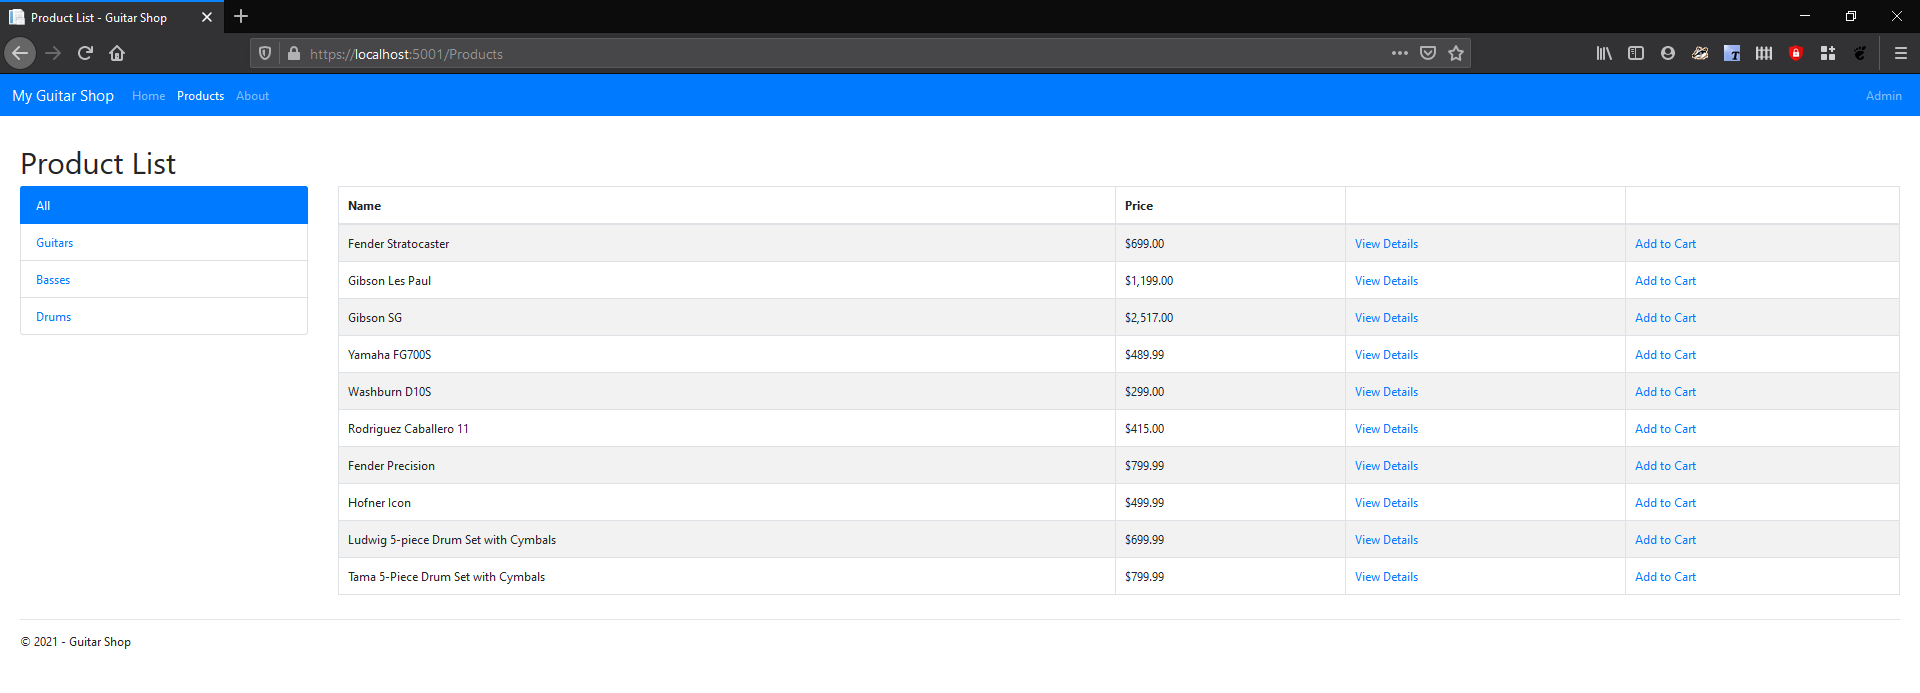 Product List - Guitar Shop
https://localhost:5001/Products
My Guitar Shop Home Products About Admin
Product List
All
Guitars
Basses
Drums
Name Price
Fender Stratocaster $699.00 View Details Add to Cart
Gibson Les Paul $1,199.00 View Details Add to Cart
Gibson SG $2,517.00 View Details Add to Cart
Yamaha FG700S $489.99 View Details Add to Cart
Washburn D10S $299.00 View Details Add to Cart
Rodriguez Caballero 11 $415.00 View Details Add to Cart
Fender Precision $799.99 View Details Add to Cart
Hofner Icon $499.99 View Details Add to Cart
Ludwig 5-piece Drum Set with Cymbals $699.99 View Details Add to Cart
Tama 5-Piece Drum Set with Cymbals $799.99 View Details Add to Cart
© 2021 - Guitar Shop